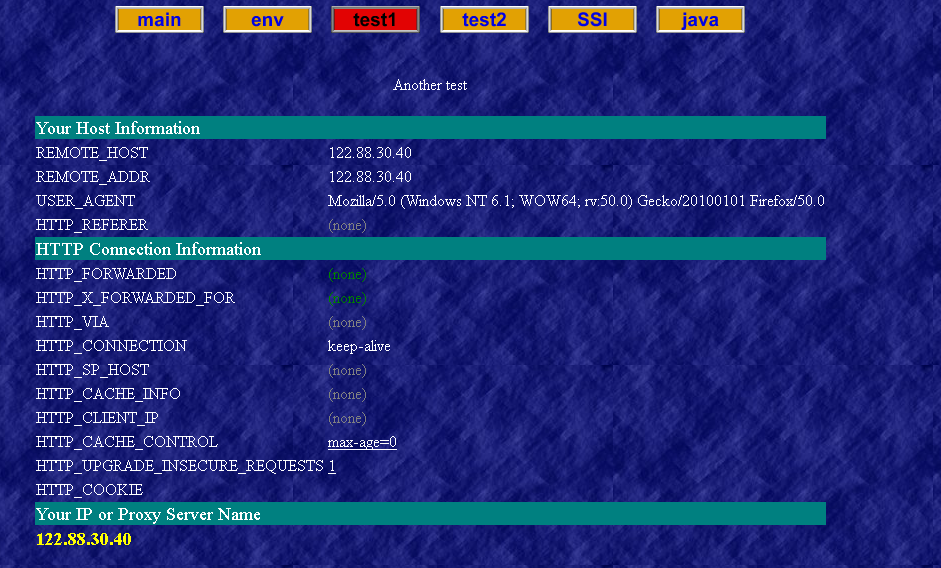 main env test1 test2 SSI java
Another test
Your Host Information
REMOTE_HOST 122.88.30.40
REMOTE_ADDR 122.88.30.40
USER_AGENT Mozilla/5.0 (Windows NT 6.1; WOW64; rv:50.0) Gecko/20100101 Firefox/50.0
HTTP_REFERER (none)
HTTP Connection Information
HTTP_FORWARDED (none)
HTTP_X_FORWARDED_FOR (none)
HTTP_VIA (none)
HTTP_CONNECTION keep-alive
HTTP_SP_HOST (none)
HTTP_CACHE_INFO (none)
HTTP_CLIENT_IP (none)
HTTP_CACHE_CONTROL max-age=0
HTTP_UPGRADE_INSECURE_REQUESTS 1
HTTP_COOKIE
Your IP or Proxy Server Name
122.88.30.40